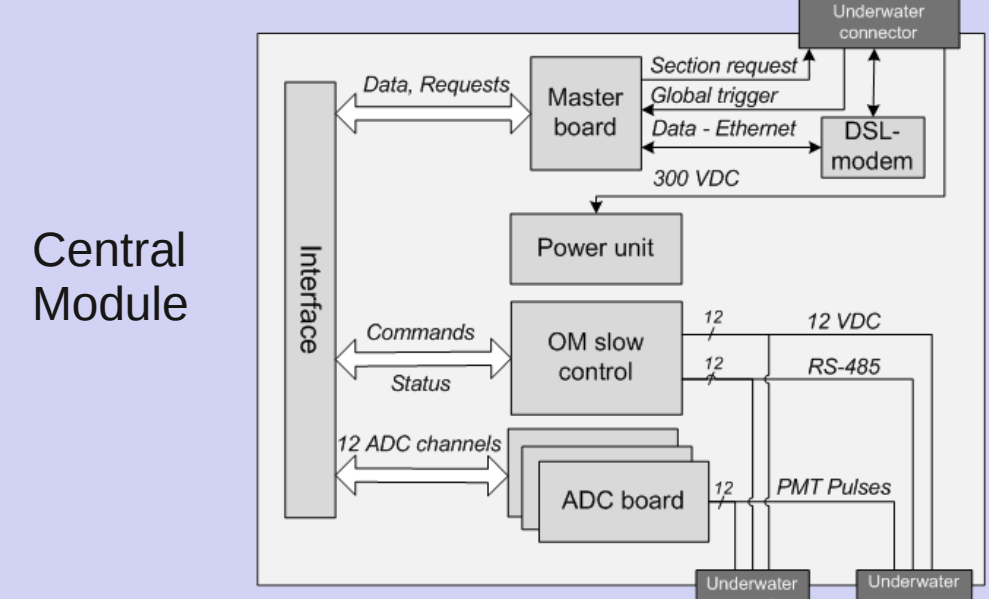 Underwater
connector
Section request
Data, Requests
Master
board
Global trigger
Data - Ethernet
DSL-
modem
300 VDC
Central
Module
Interface
Power unit
12
12 VDC
Commands
OM slow
control
12
RS-485
Status
12 ADC channels
ADC board
12
PMT Pulses
Underwater
Underwater